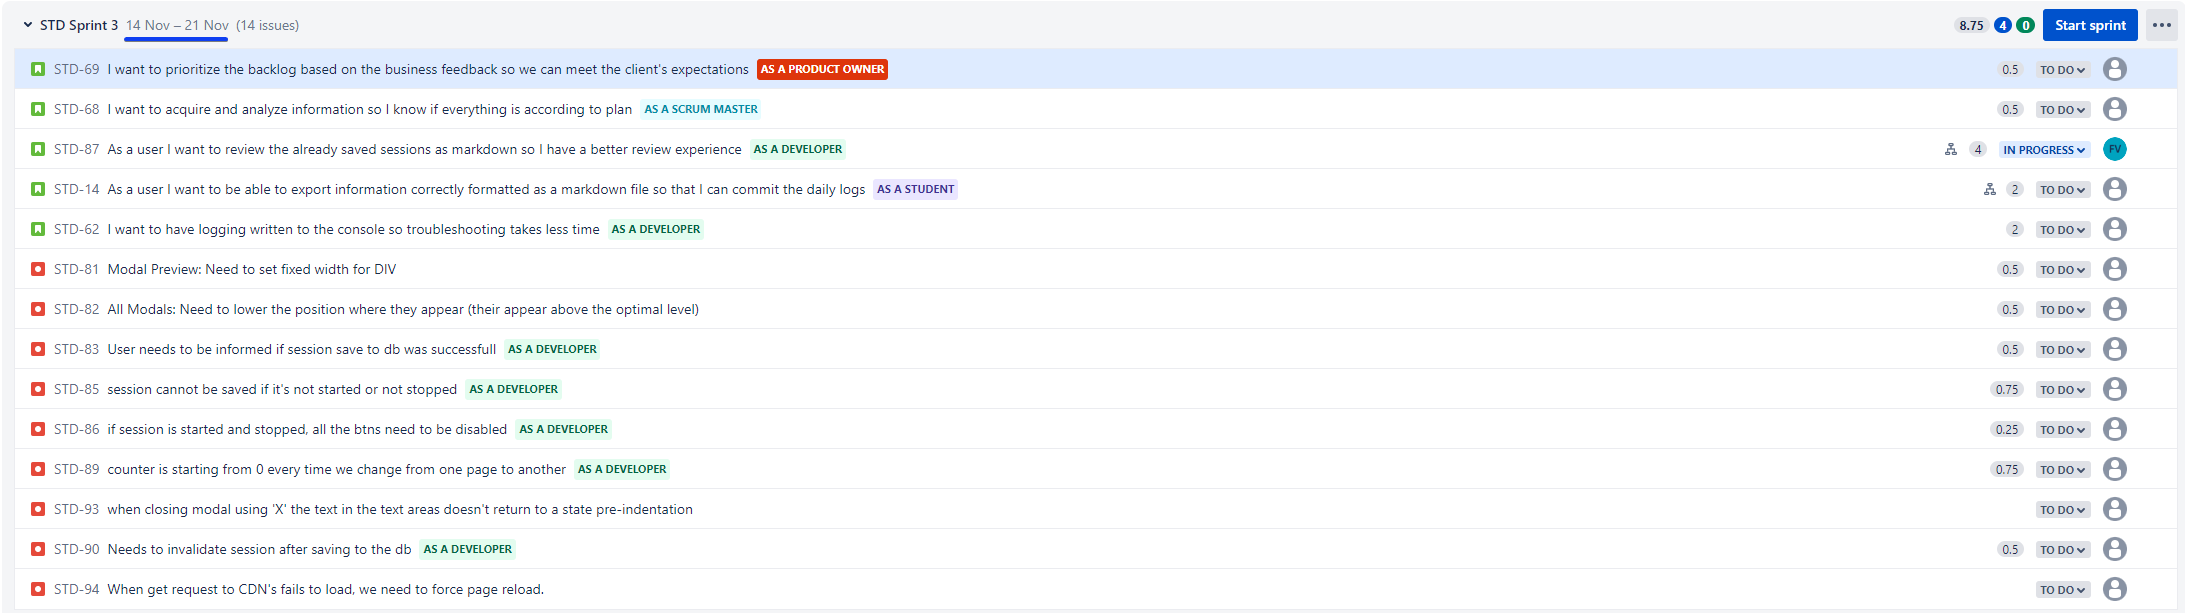 STD Sprint 3 14 Nov – 21 Nov (14 issues) 8.75 4 0 Start sprint
STD-69 I want to prioritize the backlog based on the business feedback so we can meet the client's expectations AS A PRODUCT OWNER 0.5 TO DO
STD-68 I want to acquire and analyze information so I know if everything is according to plan AS A SCRUM MASTER 0.5 TO DO
STD-87 As a user I want to review the already saved sessions as markdown so I have a better review experience AS A DEVELOPER 4 IN PROGRESS FV
STD-14 As a user I want to be able to export information correctly formatted as a markdown file so that I can commit the daily logs AS A STUDENT 2 TO DO
STD-62 I want to have logging written to the console so troubleshooting takes less time AS A DEVELOPER 2 TO DO
STD-81 Modal Preview: Need to set fixed width for DIV 0.5 TO DO
STD-82 All Modals: Need to lower the position where they appear (their appear above the optimal level) 0.5 TO DO
STD-83 User needs to be informed if session save to db was successfull AS A DEVELOPER 0.5 TO DO
STD-85 session cannot be saved if it's not started or not stopped AS A DEVELOPER 0.75 TO DO
STD-86 if session is started and stopped, all the btns need to be disabled AS A DEVELOPER 0.25 TO DO
STD-89 counter is starting from 0 every time we change from one page to another AS A DEVELOPER 0.75 TO DO
STD-93 when closing modal using 'X' the text in the text areas doesn't return to a state pre-indentation TO DO
STD-90 Needs to invalidate session after saving to the db AS A DEVELOPER 0.5 TO DO
STD-94 When get request to CDN's fails to load, we need to force page reload. TO DO